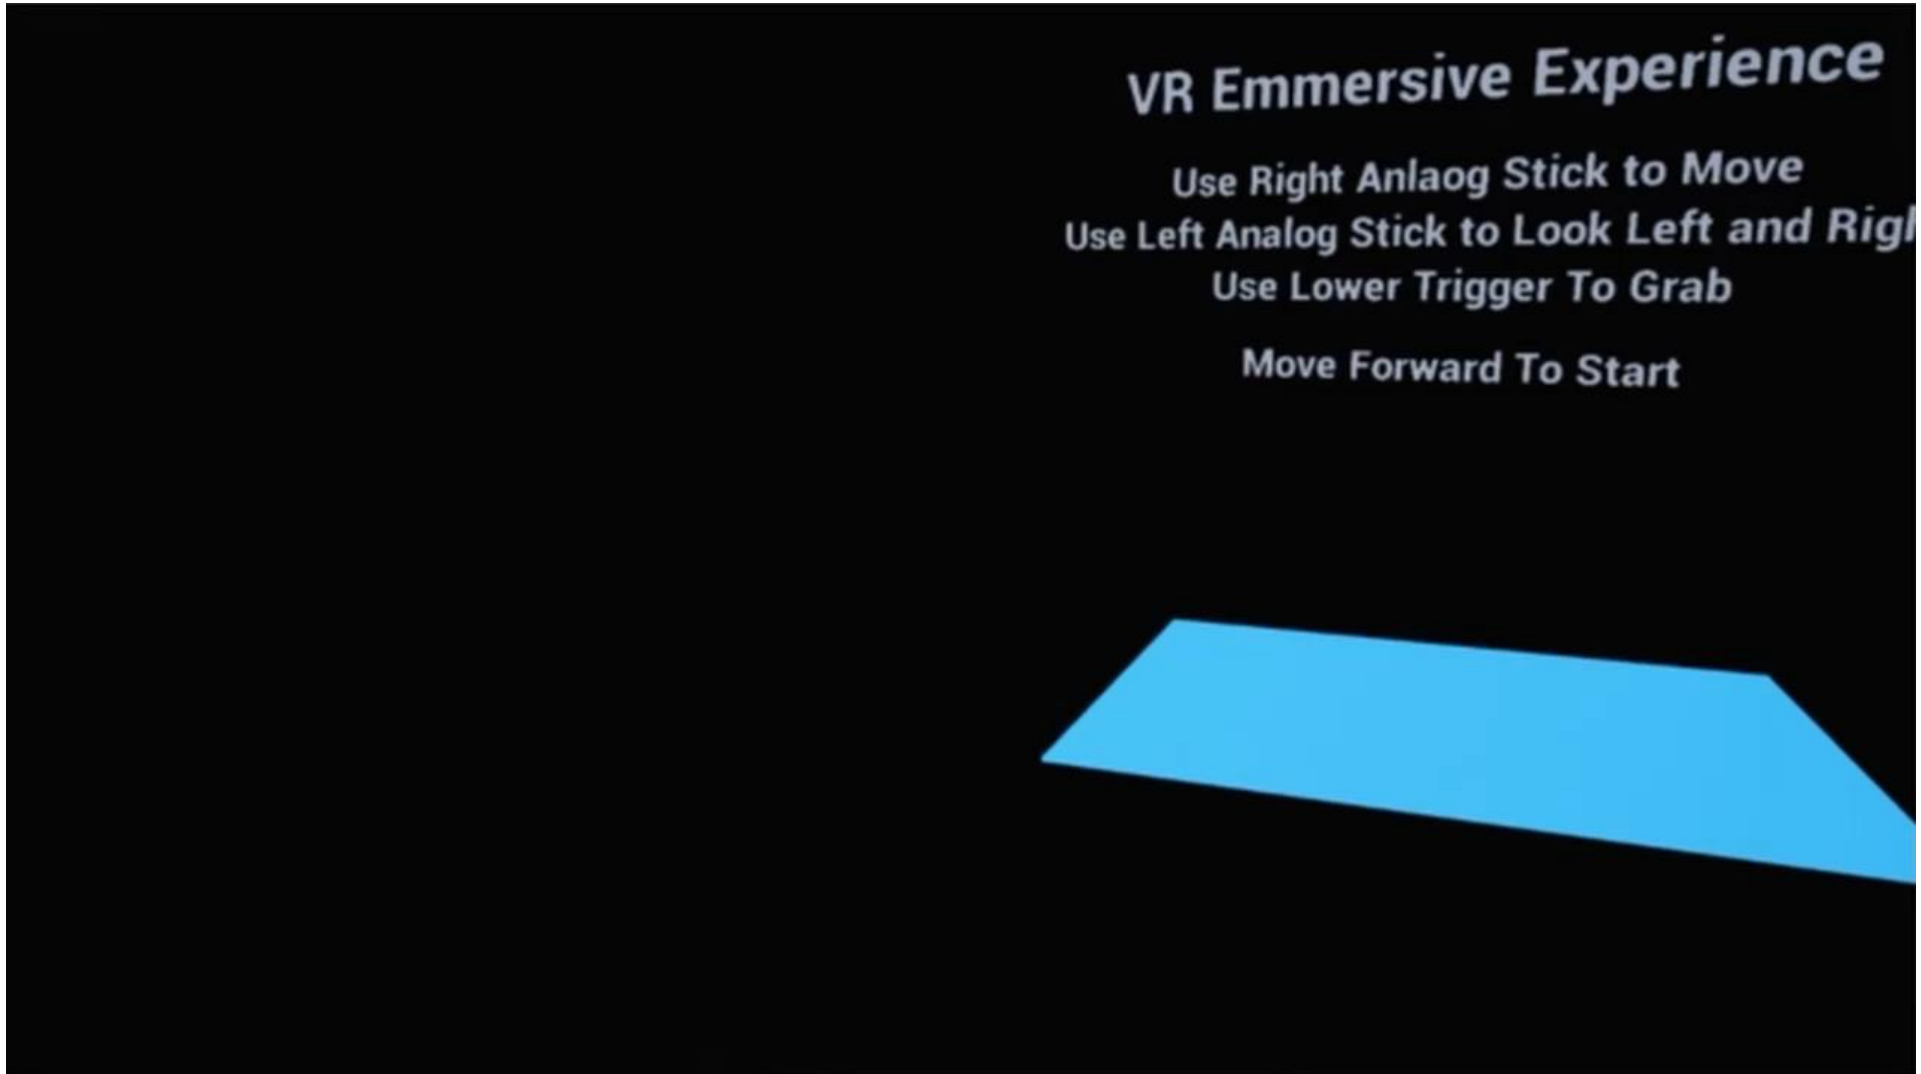 VR Emmersive Experience
Use Right Anlaog Stick to Move
Use Left Analog Stick to Look Left and Righ
Use Lower Trigger To Grab
Move Forward To Start